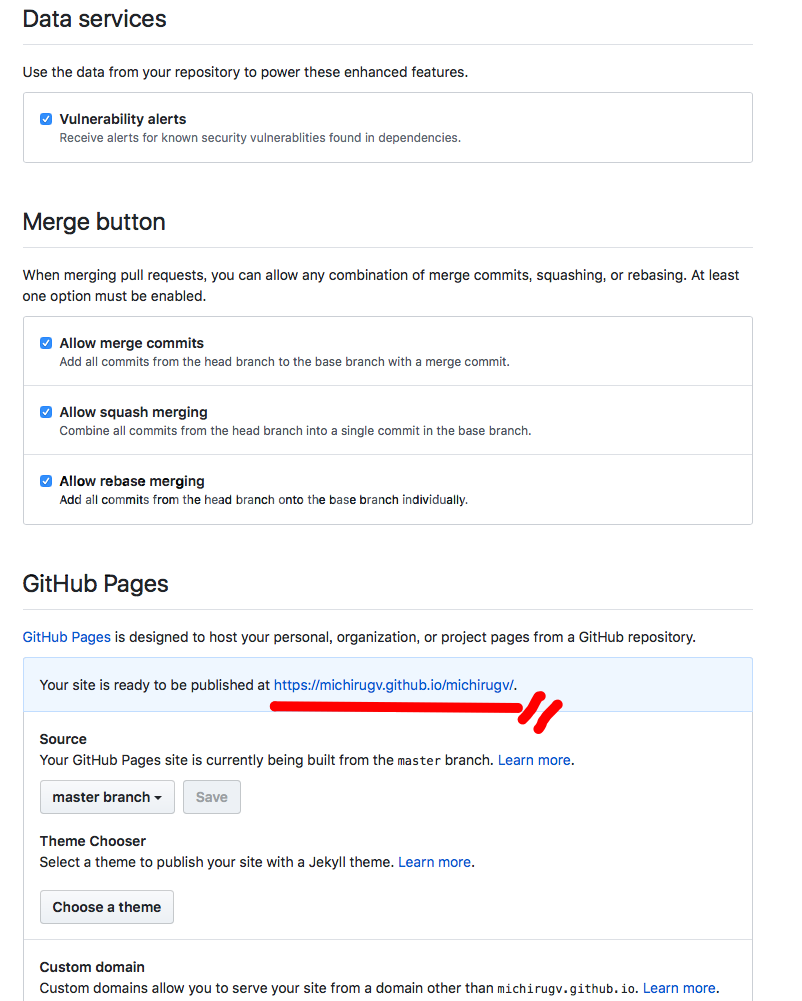 Data services
Use the data from your repository to power these enhanced features.
Vulnerability alerts
Receive alerts for known security vulnerablities found in dependencies.
Merge button
When merging pull requests, you can allow any combination of merge commits, squashing, or rebasing. At least
one option must be enabled.
Allow merge commits
Add all commits from the head branch to the base branch with a merge commit.
Allow squash merging
Combine all commits from the head branch into a single commit in the base branch.
Allow rebase merging
Add all commits from the head branch onto the base branch individually.
GitHub Pages
GitHub Pages is designed to host your personal, organization, or project pages from a GitHub repository.
Your site is ready to be published at https://michirugv.github.io/michirugv/.
Source
Your GitHub Pages site is currently being built from the master branch. Learn more.
master branch Save
Theme Chooser
Select a theme to publish your site with a Jekyll theme. Learn more.
Choose a theme
Custom domain
Custom domains allow you to serve your site from a domain other than michirugv.github.io. Learn more.